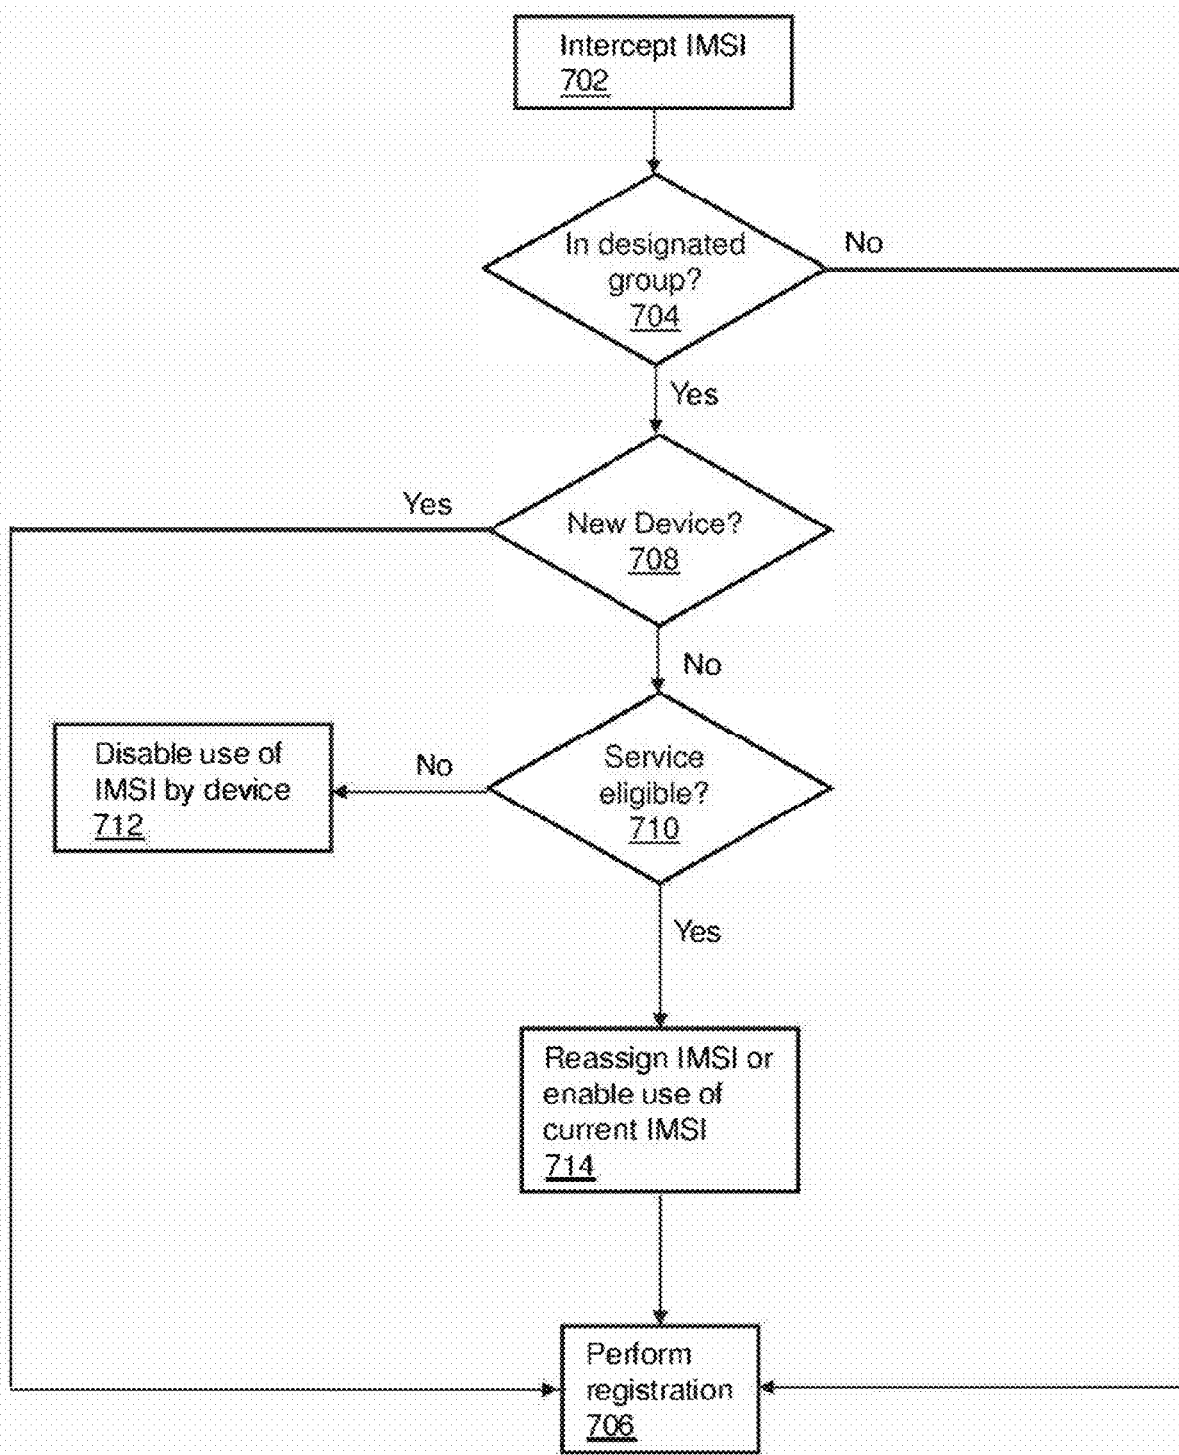 Intercept IMSI
702
In designated
group?
704
No
Yes
New Device?
708
Yes
No
Service
eligible?
710
No
Disable use of
IMSI by device
712
Yes
Reassign IMSI or
enable use of
current IMSI
714
Perform
registration
706